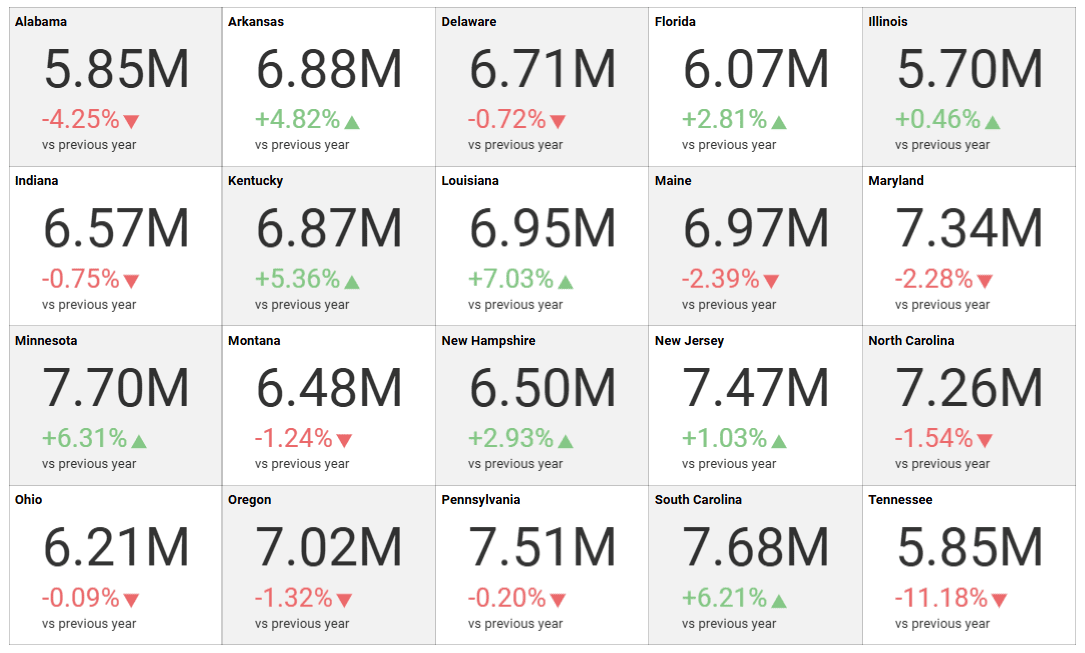 Alabama
5.85M
-4.25%▼
vs previous year
Arkansas
6.88M
+4.82%▲
vs previous year
Delaware
6.71M
-0.72%▼
vs previous year
Florida
6.07M
+2.81%▲
vs previous year
Illinois
5.70M
+0.46%▲
vs previous year
Indiana
6.57M
-0.75%▼
vs previous year
Kentucky
6.87M
+5.36%▲
vs previous year
Louisiana
6.95M
+7.03%▲
vs previous year
Maine
6.97M
-2.39%▼
vs previous year
Maryland
7.34M
-2.28%▼
vs previous year
Minnesota
7.70M
+6.31%▲
vs previous year
Montana
6.48M
-1.24%▼
vs previous year
New Hampshire
6.50M
+2.93%▲
vs previous year
New Jersey
7.47M
+1.03%▲
vs previous year
North Carolina
7.26M
-1.54%▼
vs previous year
Ohio
6.21M
-0.09%▼
vs previous year
Oregon
7.02M
-1.32%▼
vs previous year
Pennsylvania
7.51M
-0.20%▼
vs previous year
South Carolina
7.68M
+6.21%▲
vs previous year
Tennessee
5.85M
-11.18%▼
vs previous year